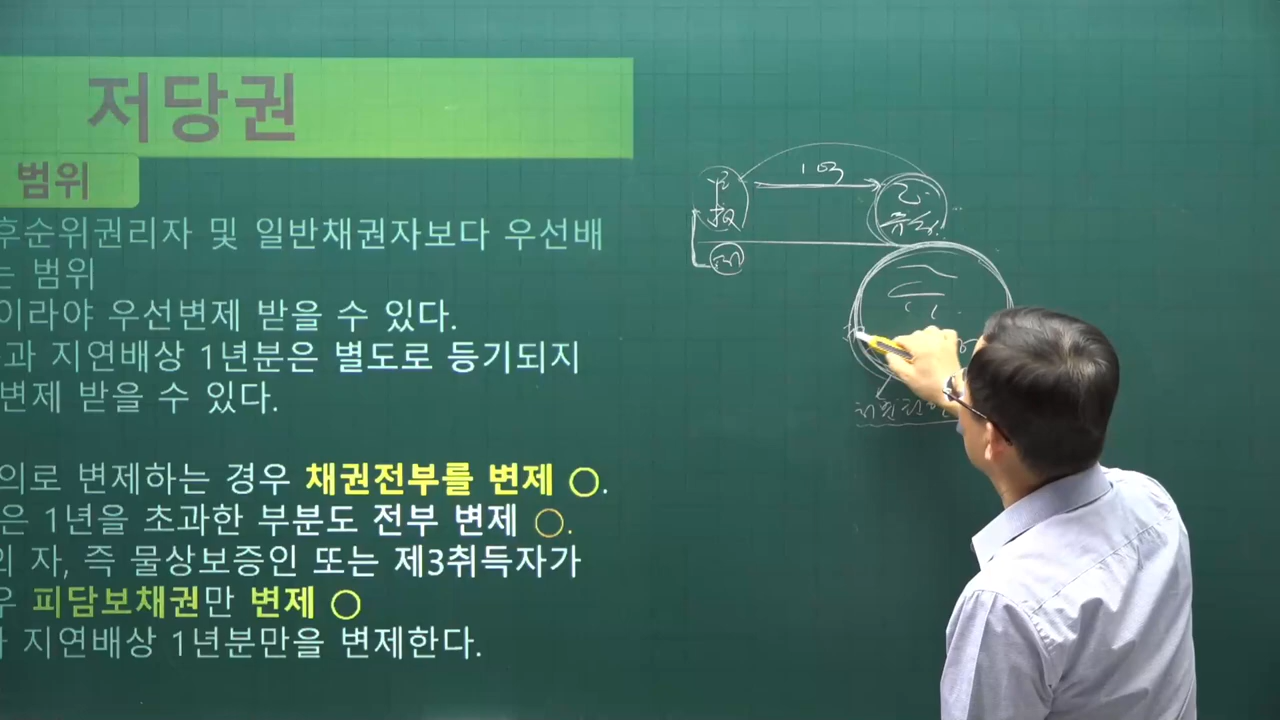 저당권
범위
후순위권리자 및 일반채권자보다 우선배
는 범위
이라야 우선변제 받을 수 있다.
과 지연배상 1년분은 별도로 등기되지
변제 받을 수 있다.
의로 변제하는 경우 채권전부를 변제 ○.
은 1년을 초과한 부분도 전부 변제 ○.
의 자, 즉 물상보증인 또는 제3취득자가
우 피담보채권만 변제 ○
지연배상 1년분만을 변제한다.
1억